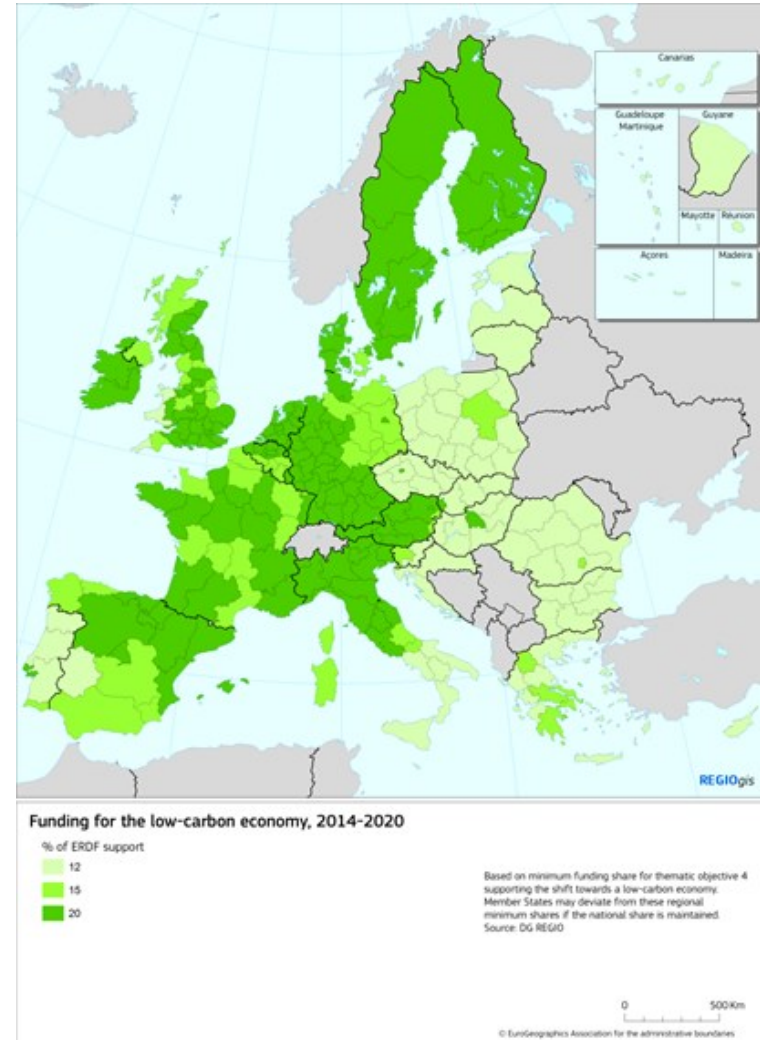 Canarias
Guadeloupe
Martinique
Guyane
Mayotte
Réunion
Açores
Madeira
REGIOgis
Funding for the low-carbon economy, 2014-2020
% of ERDF support
12
15
20
Based on minimum funding share for thematic objective 4
supporting the shift towards a low-carbon economy.
Member States may deviate from these regional
minimum shares if the national share is maintained.
Source: DG REGIO
0 500 Km
© EuroGeographics Association for the administrative boundaries